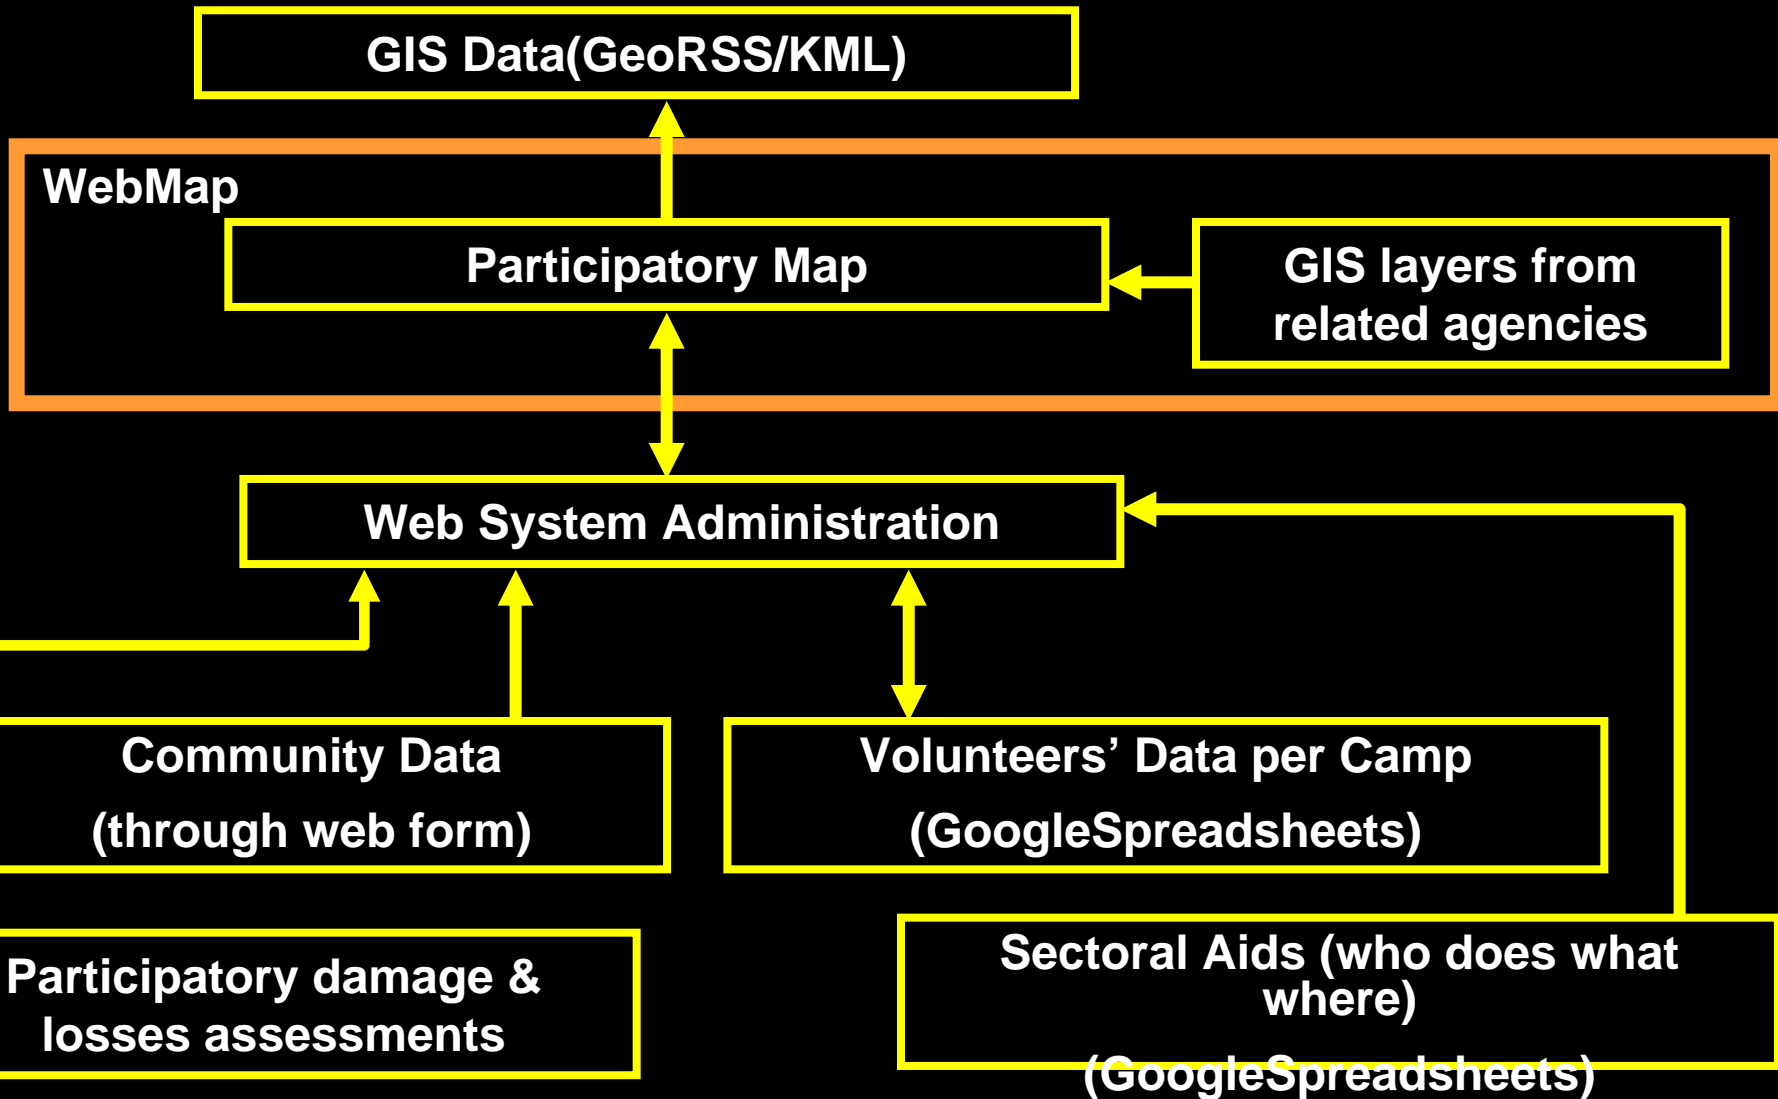 GIS Data(GeoRSS/KML)
WebMap
Participatory Map
GIS layers from
related agencies
Web System Administration
Community Data
(through web form)
Volunteers’ Data per Camp
(GoogleSpreadsheets)
Participatory damage &
losses assessments
Sectoral Aids (who does what
where)
(GoogleSpreadsheets)